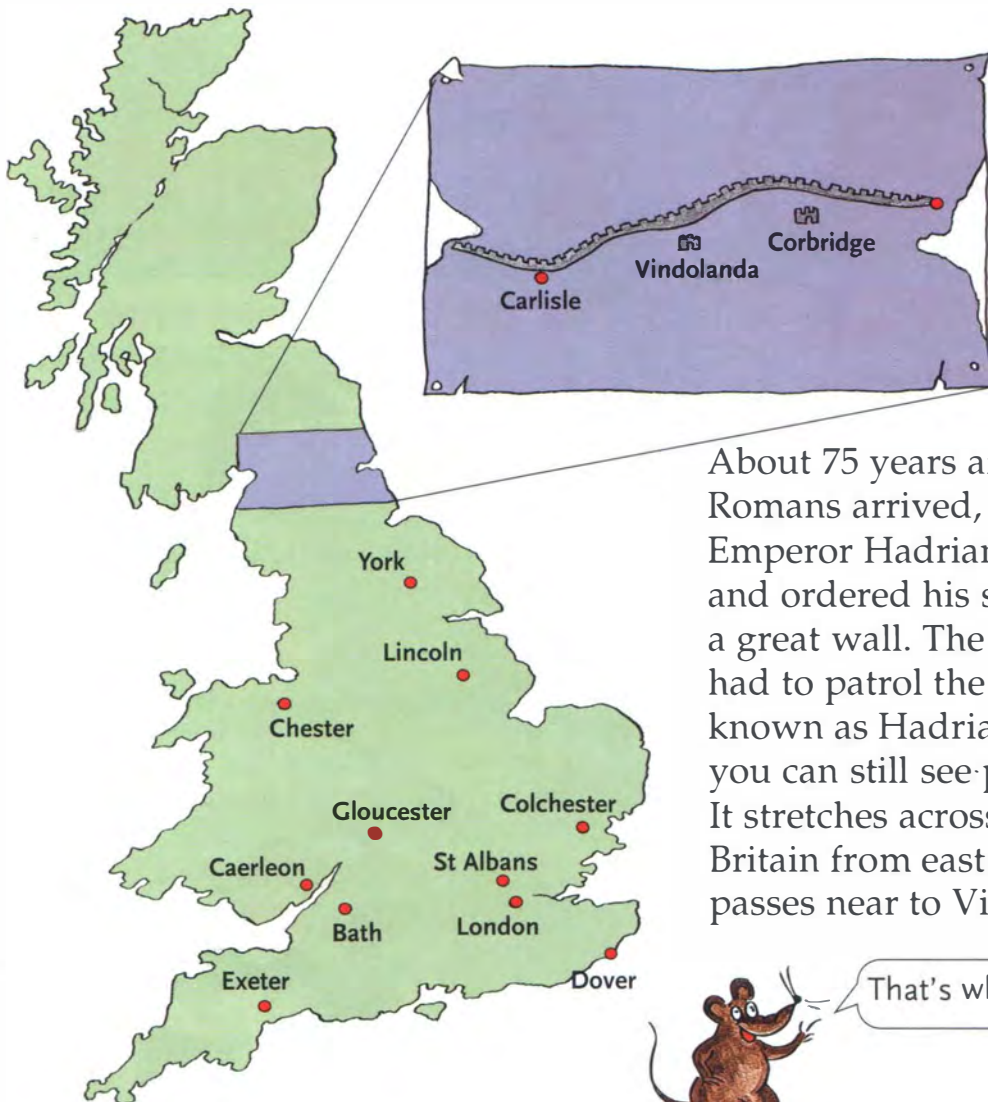 Corbridge
Vindolanda
Carlisle
About 75 years
Romans arrived,
Emperor Hadrian
and ordered his
a great wall. The
had to patrol the
known as Hadria
you can still see
It stretches across
Britain from east
passes near to Vi
York
Lincoln
Chester
Gloucester
Colchester
Caerleon
St Albans
Bath
London
Exeter
Dover
That's